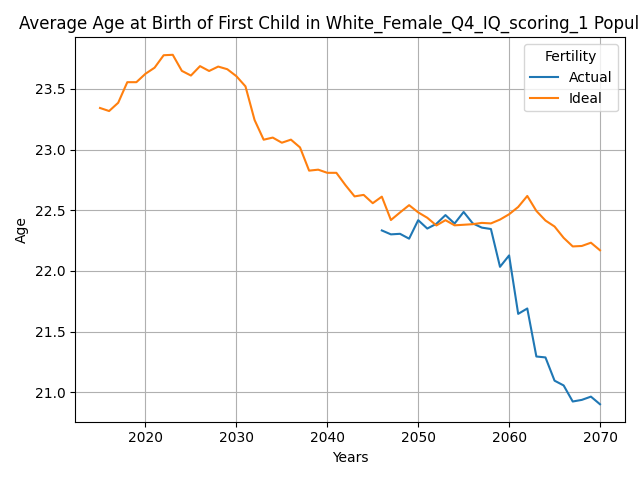 Average Age at Birth of First Child in White_Female_Q4_IQ_scoring_1 Popul
Fertility
Actual
Ideal
Age
23.5
23.0
22.5
22.0
21.5
21.0
2020 2030 2040 2050 2060 2070
Years